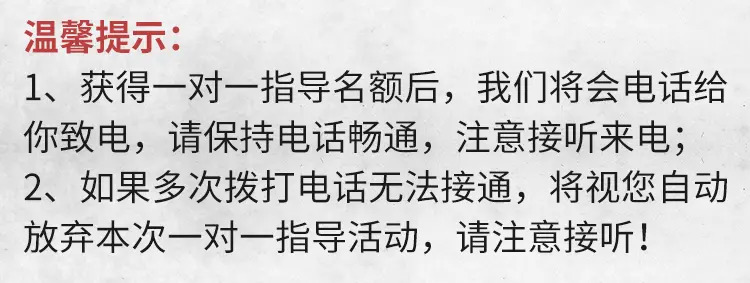 温馨提示：
1、获得一对一指导名额后，我们将会电话给
你致电，请保持电话畅通，注意接听来电；
2、如果多次拨打电话无法接通，将视您自动
放弃本次一对一指导活动，请注意接听！